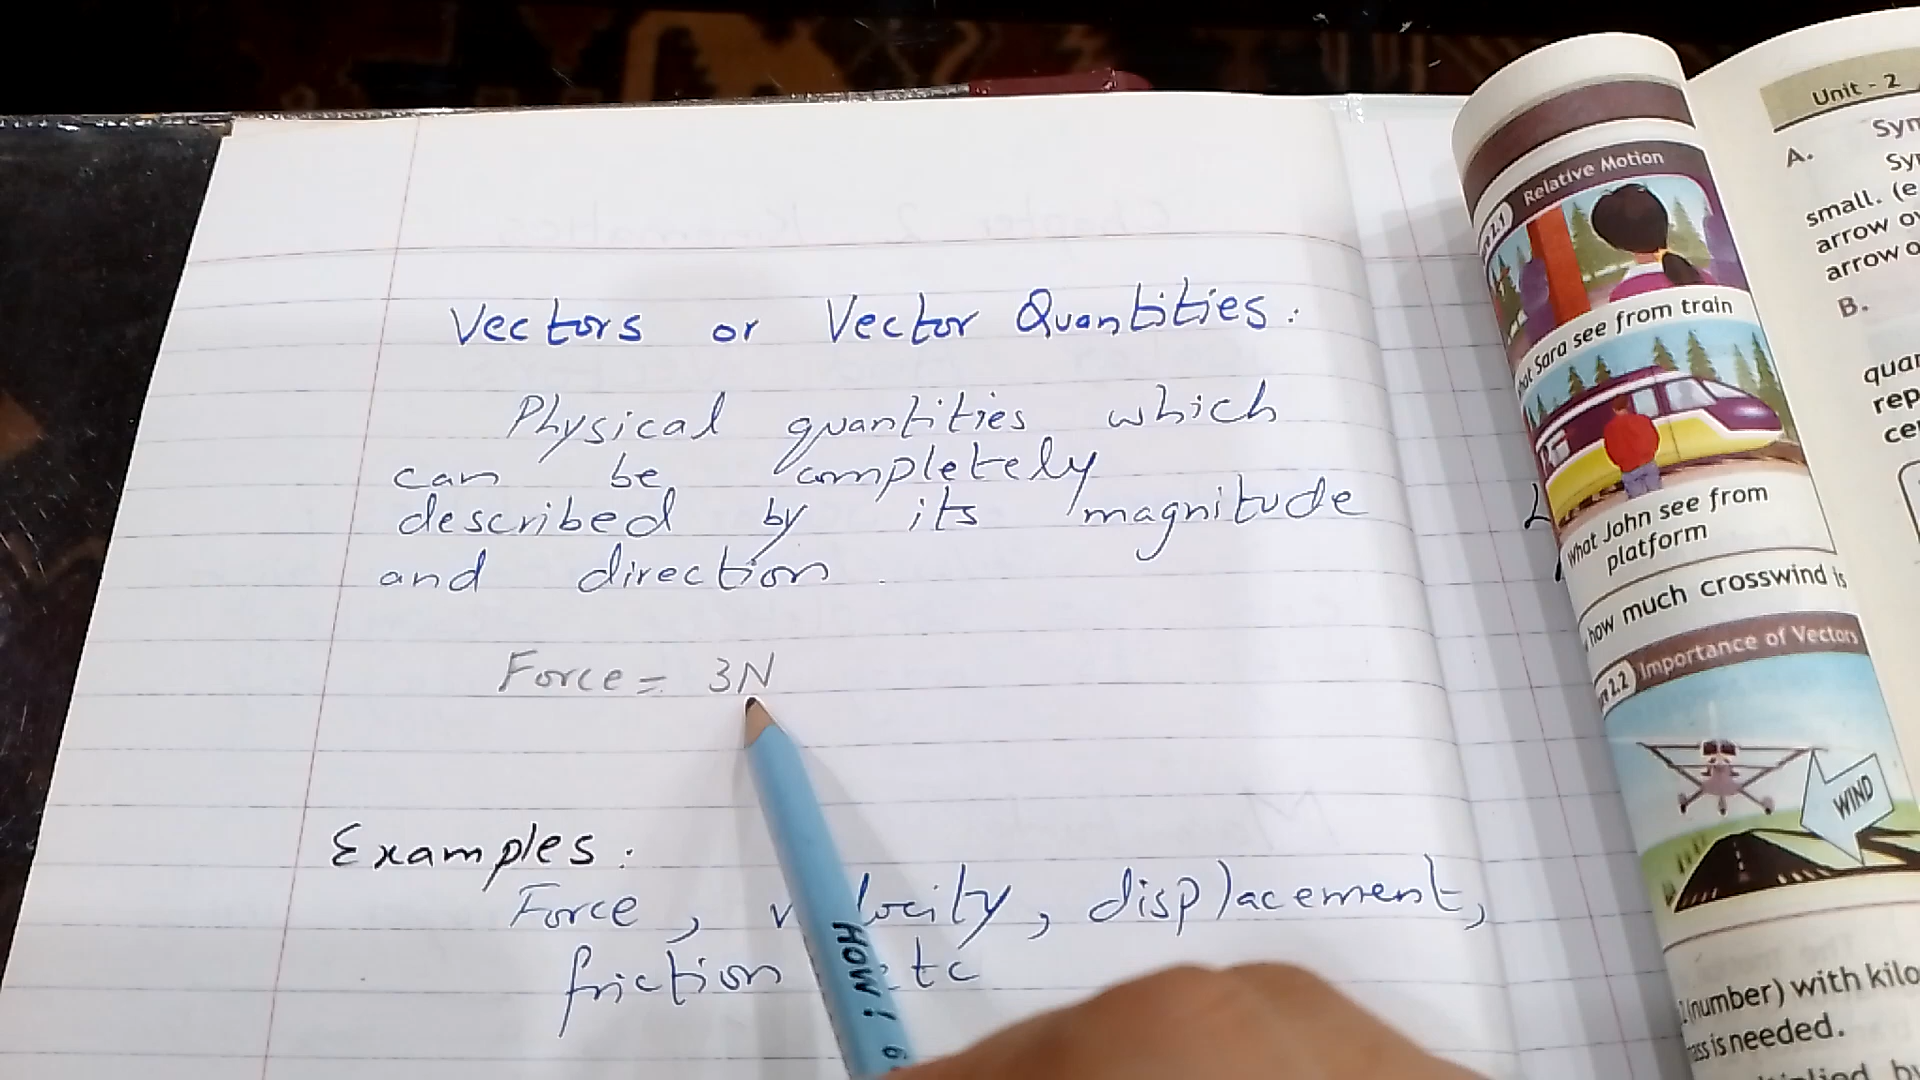 Vectors or Vector Quantities:
Physical quantities which
can be completely
described by its magnitude
and direction.
Force = 3N
Examples:
Force, velocity, displacement,
friction etc
HOW!
Relative Motion
Sara see from train
What John see from
platform
how much crosswind is
2.2 Importance of Vectors
WIND
(number) with kilo
is needed.
Unit - 2
A.
small. (e
arrow
arrow
B.